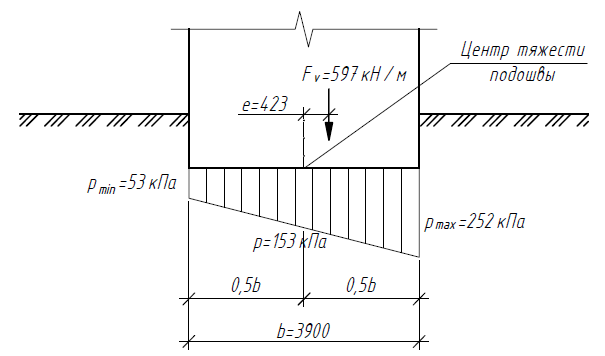 Центр тяжести
подошвы
Fv=597 кН / м
e=423
p min =53 кПа
p max =252 кПа
p=153 кПа
0,5b
0,5b
b=3900